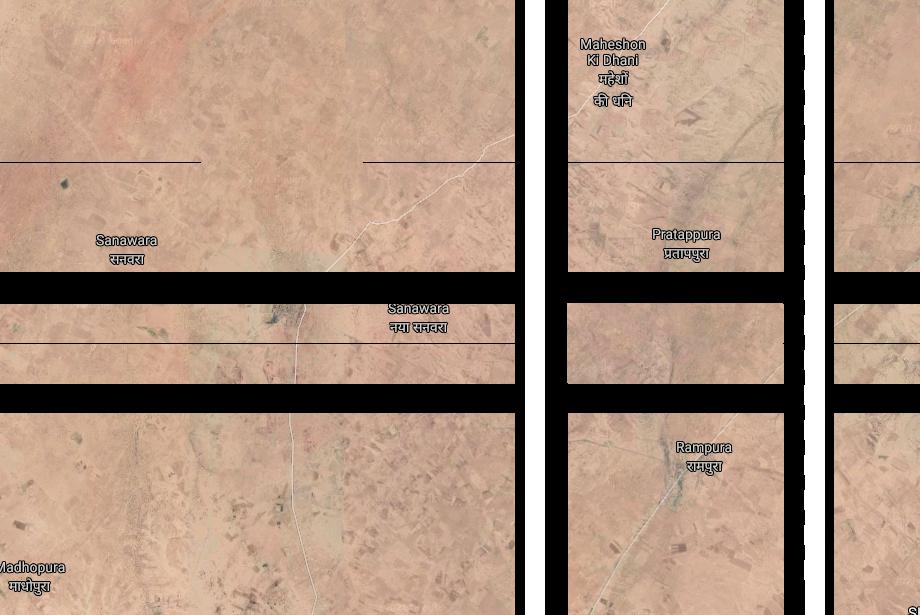 Maheshon
Ki Dhani
महेशों
की धनि
Sanawara
सनवरा
Pratappura
प्रतापपुरा
Sanawara
नया सनवरा
Rampura
रामपुरा
Madhopura
माधोपुरा